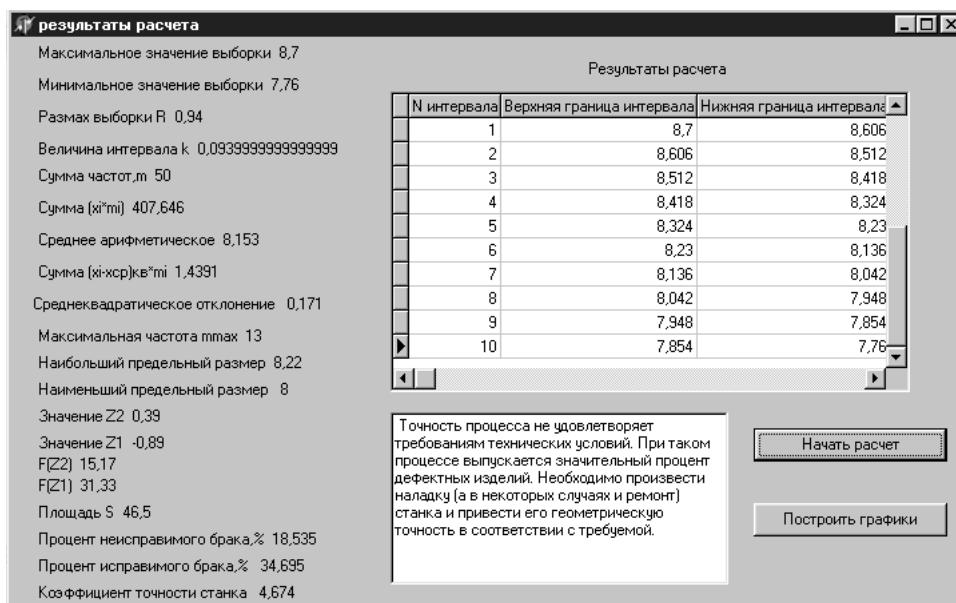 результаты расчета
Максимальное значение выборки 8,7
Минимальное значение выборки 7,76
Размах выборки R 0,94
Величина интервала k 0,0939999999999999
Сумма частот,m 50
Сумма (xi*mi) 407,646
Среднее арифметическое 8,153
Сумма (xi-xcp)кв*mi 1,4391
Среднеквадратическое отклонение 0,171
Максимальная частота mmax 13
Наибольший предельный размер 8,22
Наименьший предельный размер 8
Значение Z2 0,39
Значение Z1 -0,89
F(Z2) 15,17
F(Z1) 31,33
Площадь S 46,5
Процент неисправимого брака,% 18,535
Процент исправимого брака,% 34,695
Коэффициент точности станка 4,674
Результаты расчета
N интервала Верхняя граница интервала Нижняя граница интервала
1 8,7 8,606
2 8,606 8,512
3 8,512 8,418
4 8,418 8,324
5 8,324 8,23
6 8,23 8,136
7 8,136 8,042
8 8,042 7,948
9 7,948 7,854
10 7,854 7,76
Точность процесса не удовлетворяет
требованиям технических условий. При таком
процессе выпускается значительный процент
дефектных изделий. Необходимо произвести
наладку (а в некоторых случаях и ремонт)
станка и привести его геометрическую
точность в соответствии с требуемой.
Начать расчет
Построить графики